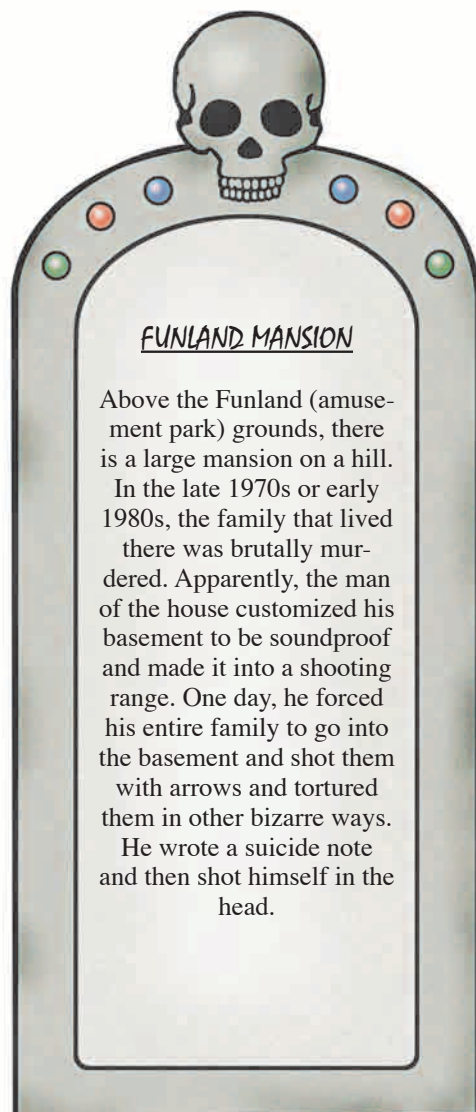 FUNLAND MANSION
Above the Funland (amuse-
ment park) grounds, there
is a large mansion on a hill.
In the late 1970s or early
1980s, the family that lived
there was brutally mur-
dered. Apparently, the man
of the house customized his
basement to be soundproof
and made it into a shooting
range. One day, he forced
his entire family to go into
the basement and shot them
with arrows and tortured
them in other bizarre ways.
He wrote a suicide note
and then shot himself in the
head.